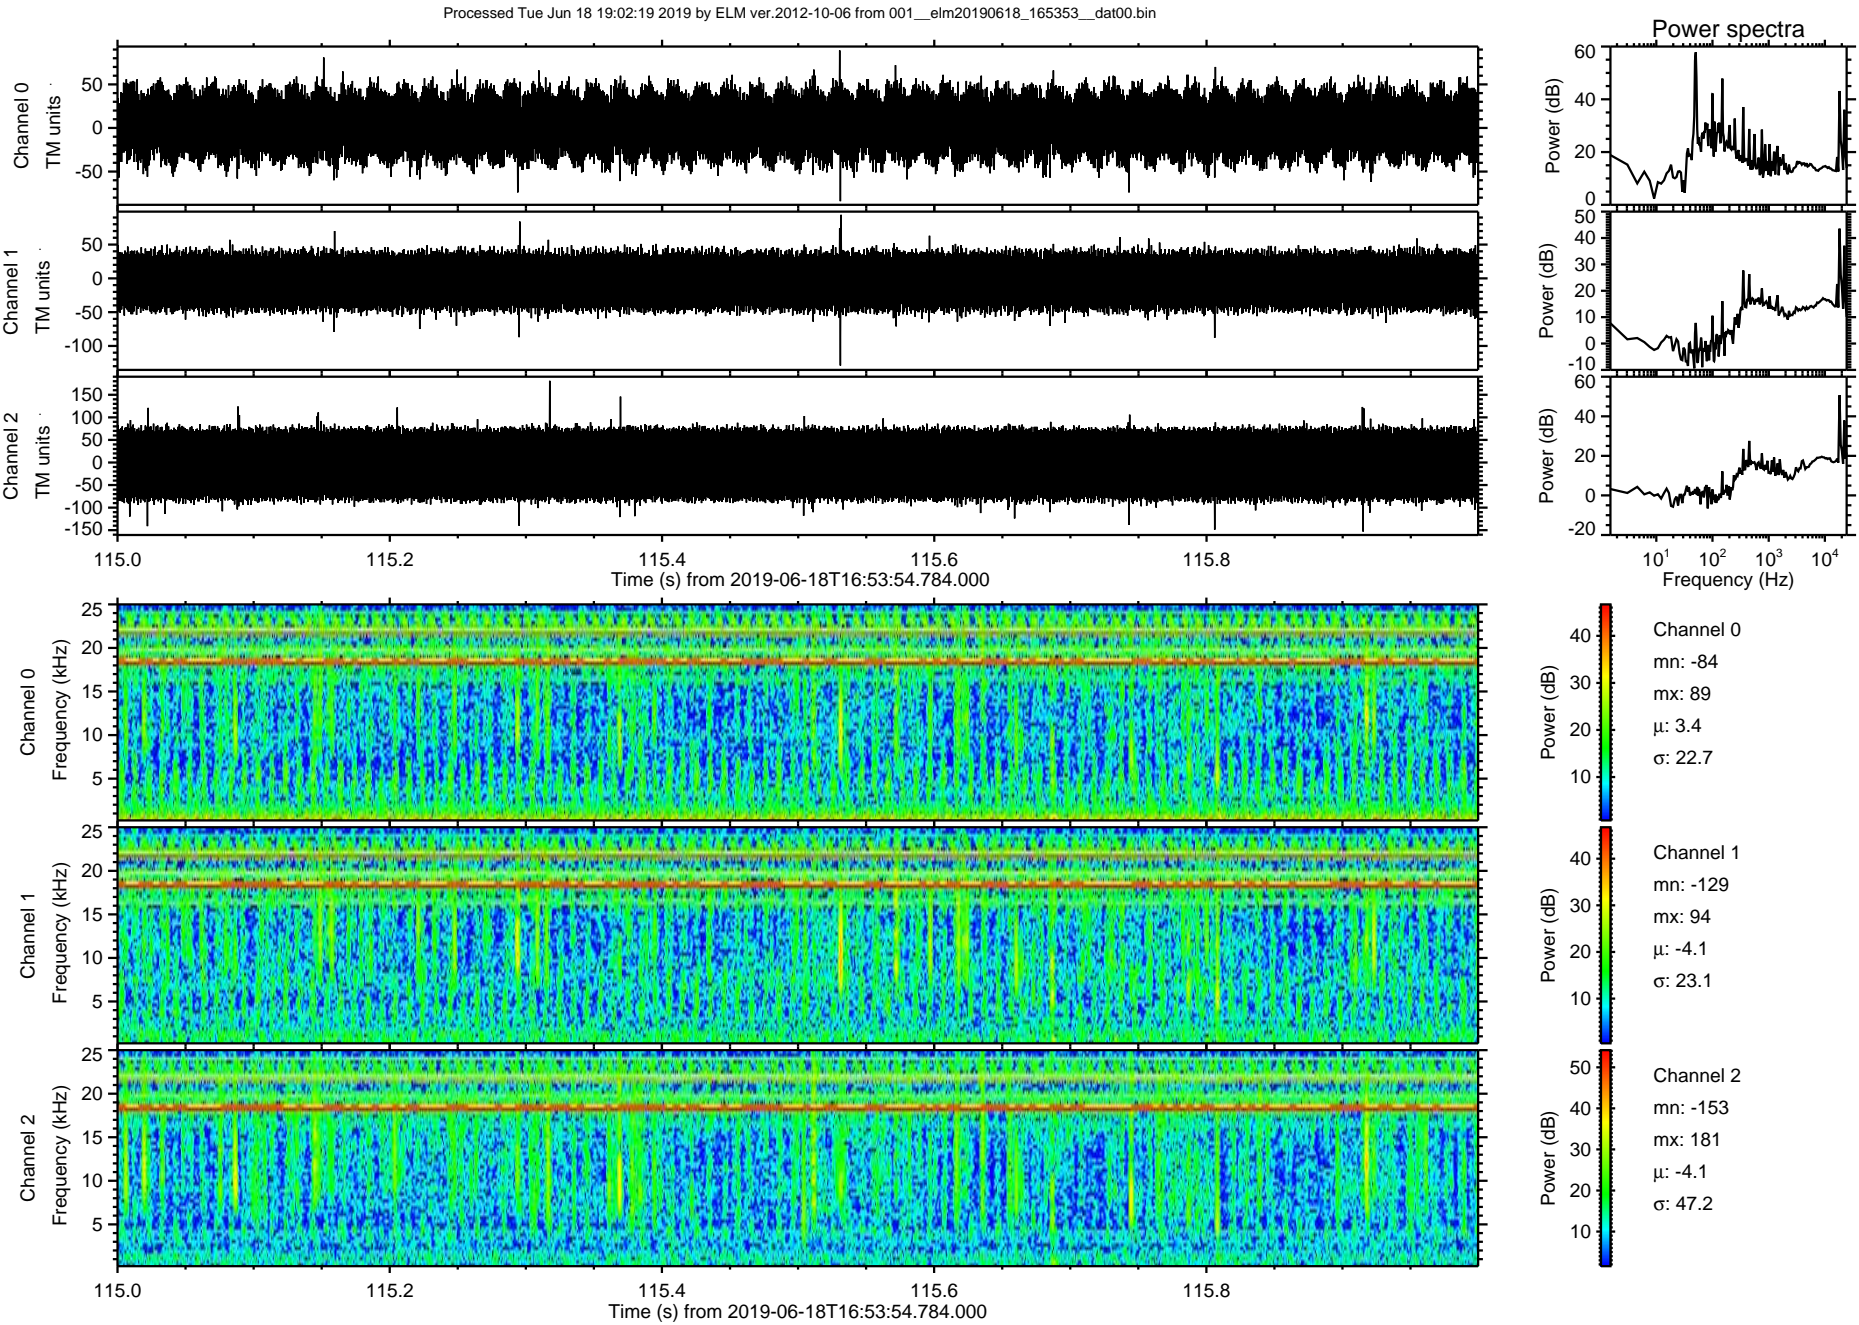 Processed Tue Jun 18 19:02:19 2019 by ELM ver.2012-10-06 from 001__elm20190618_165353__dat00.bin
Power spectra
Channel 0
TM units
50
0
-50
Power (dB)
60
40
20
0
Channel 1
TM units
50
0
-50
-100
Power (dB)
50
40
30
20
10
0
-10
Channel 2
TM units
150
100
50
0
-50
-100
-150
Power (dB)
60
40
20
0
-20
115.0 115.2 115.4 115.6 115.8
Time (s) from 2019-06-18T16:53:54.784.000
10¹ 10² 10³ 10⁴
Frequency (Hz)
Channel 0
Frequency (kHz)
25
20
15
10
5
Power (dB)
40
30
20
10
Channel 0
mn: -84
mx: 89
μ: 3.4
σ: 22.7
Channel 1
Frequency (kHz)
25
20
15
10
5
Power (dB)
40
30
20
10
Channel 1
mn: -129
mx: 94
μ: -4.1
σ: 23.1
Channel 2
Frequency (kHz)
25
20
15
10
5
Power (dB)
50
40
30
20
10
Channel 2
mn: -153
mx: 181
μ: -4.1
σ: 47.2
115.0 115.2 115.4 115.6 115.8
Time (s) from 2019-06-18T16:53:54.784.000